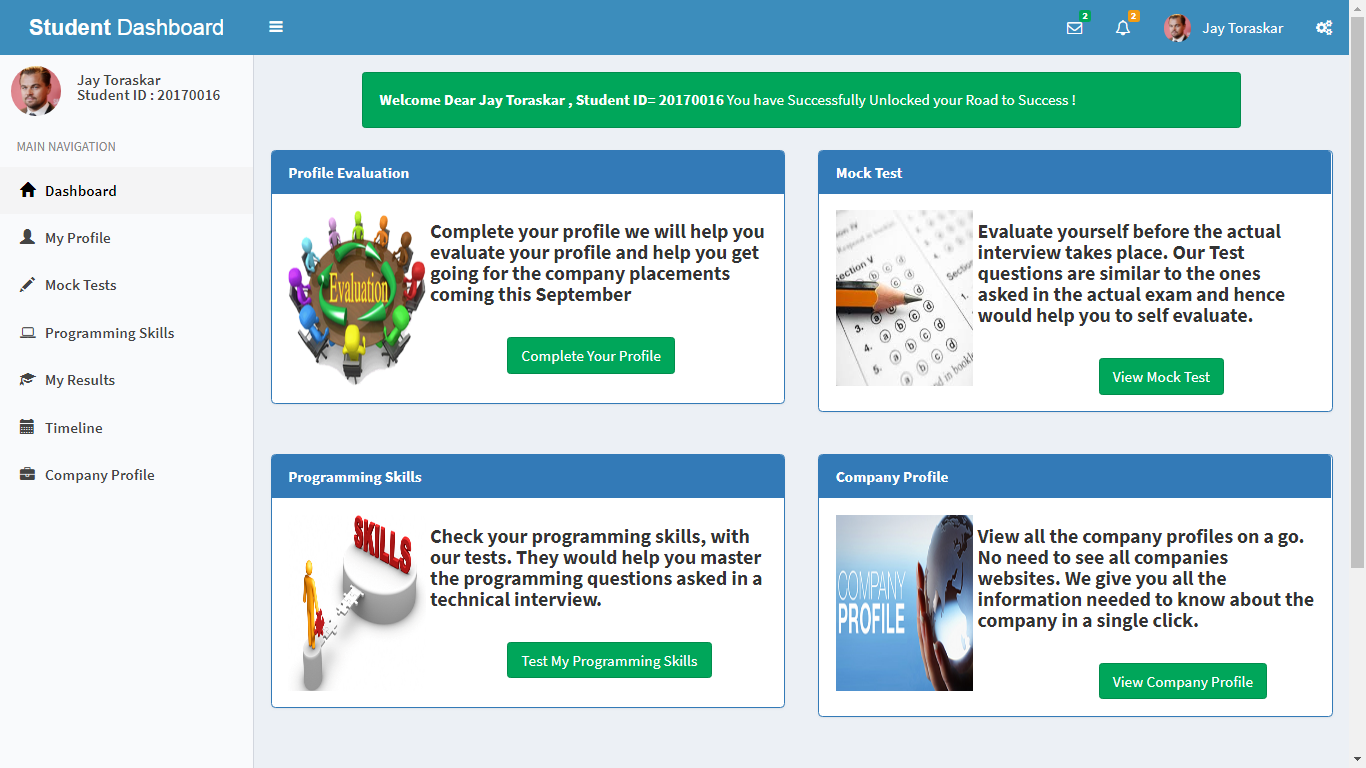 Student Dashboard
2
2
Jay Toraskar
Jay Toraskar
Student ID : 20170016
MAIN NAVIGATION
Dashboard
My Profile
Mock Tests
Programming Skills
My Results
Timeline
Company Profile
Welcome Dear Jay Toraskar , Student ID= 20170016 You have Successfully Unlocked your Road to Success !
Profile Evaluation
Evaluation
Complete your profile we will help you
evaluate your profile and help you get
going for the company placements
coming this September
Complete Your Profile
Mock Test
Section V
3. a b c d
4. a b c d
5. a b c d
Evaluate yourself before the actual
interview takes place. Our Test
questions are similar to the ones
asked in the actual exam and hence
would help you to self evaluate.
View Mock Test
Programming Skills
SKILLS
Check your programming skills, with
our tests. They would help you master
the programming questions asked in a
technical interview.
Test My Programming Skills
Company Profile
COMPANY
PROFILE
View all the company profiles on a go.
No need to see all companies
websites. We give you all the
information needed to know about the
company in a single click.
View Company Profile